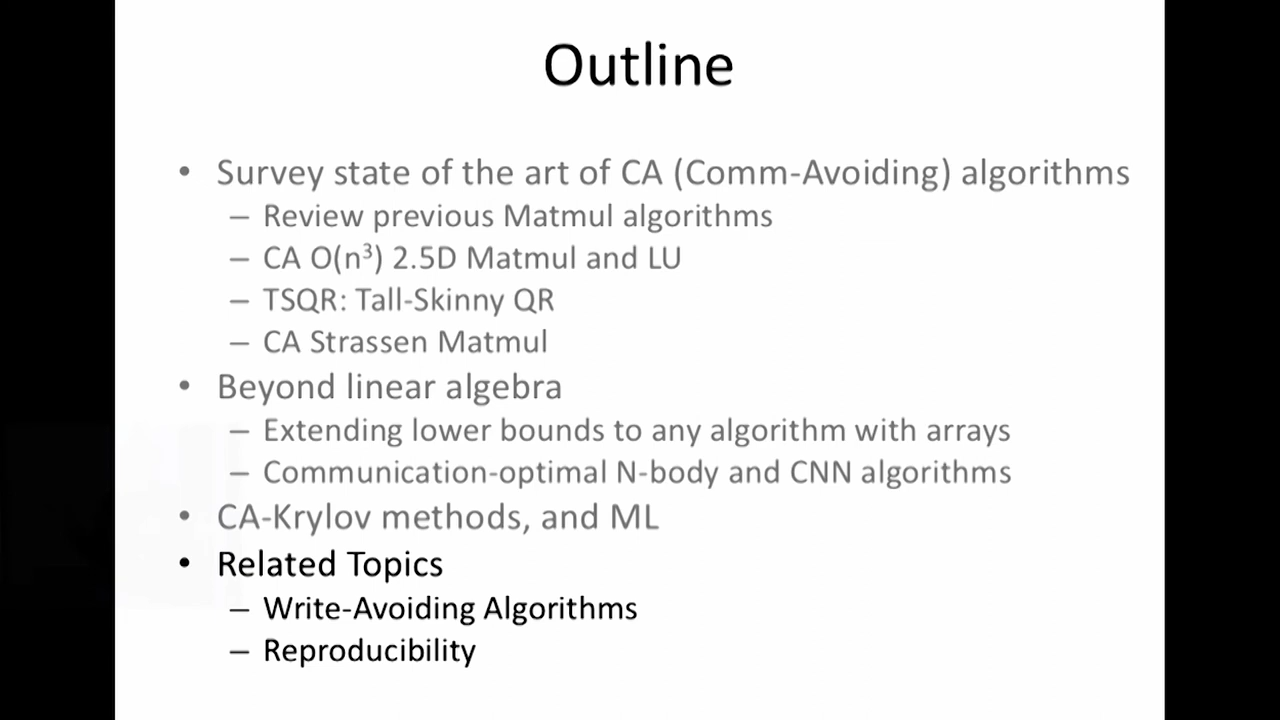 Outline
• Survey state of the art of CA (Comm-Avoiding) algorithms
– Review previous Matmul algorithms
– CA O(n³) 2.5D Matmul and LU
– TSQR: Tall-Skinny QR
– CA Strassen Matmul
• Beyond linear algebra
– Extending lower bounds to any algorithm with arrays
– Communication-optimal N-body and CNN algorithms
• CA-Krylov methods, and ML
• Related Topics
– Write-Avoiding Algorithms
– Reproducibility